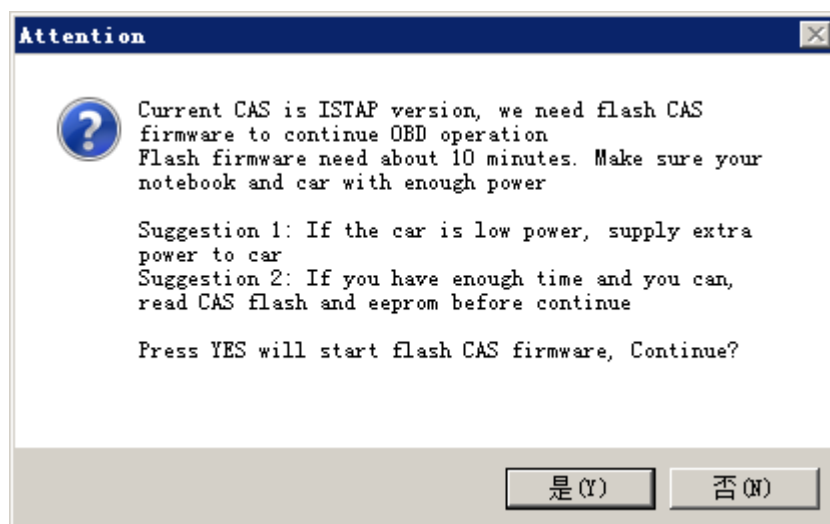 Attention
Current CAS is ISTAP version, we need flash CAS
firmware to continue OBD operation
Flash firmware need about 10 minutes. Make sure your
notebook and car with enough power
Suggestion 1: If the car is low power, supply extra
power to car
Suggestion 2: If you have enough time and you can,
read CAS flash and eeprom before continue
Press YES will start flash CAS firmware, Continue?
是(Y) 否(N)